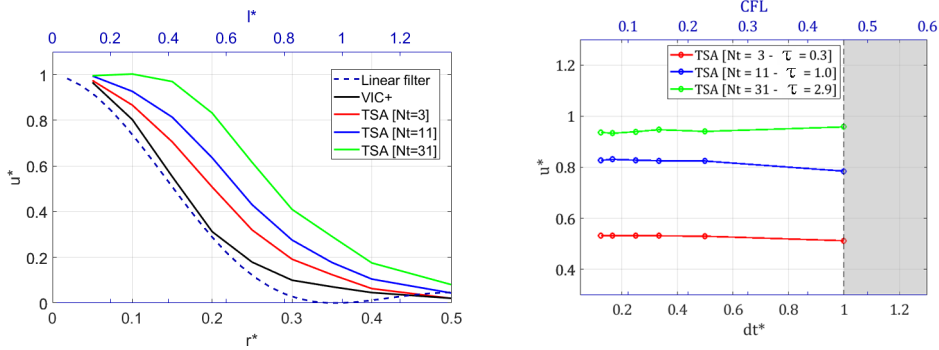 l*
0 0.2 0.4 0.6 0.8 1 1.2
1
0.8
0.6
0.4
0.2
0
u*
Linear filter
VIC+
TSA [Nt=3]
TSA [Nt=11]
TSA [Nt=31]
0 0.1 0.2 0.3 0.4 0.5
r*
CFL
0.1 0.2 0.3 0.4 0.5 0.6
1.2
1
0.8
0.6
0.4
u*
TSA [Nt = 3 - τ = 0.3]
TSA [Nt = 11 - τ = 1.0]
TSA [Nt = 31 - τ = 2.9]
0.2 0.4 0.6 0.8 1 1.2
dt*